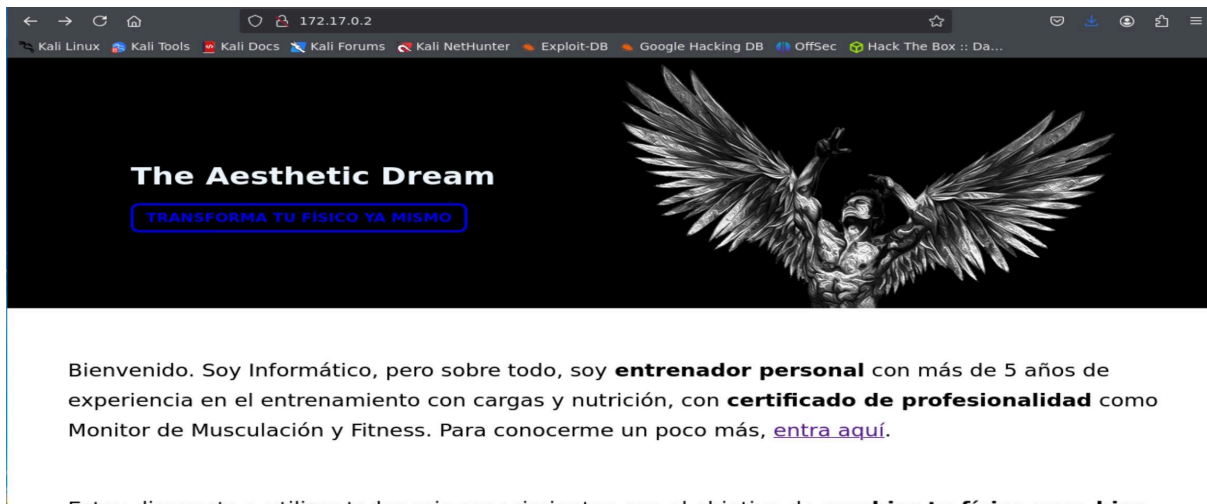 172.17.0.2
Kali Linux Kali Tools Kali Docs Kali Forums Kali NetHunter Exploit-DB Google Hacking DB OffSec Hack The Box :: Da...
The Aesthetic Dream
TRANSFORMA TU FISICO YA MISMO
Bienvenido. Soy Informático, pero sobre todo, soy entrenador personal con más de 5 años de
experiencia en el entrenamiento con cargas y nutrición, con certificado de profesionalidad como
Monitor de Musculación y Fitness. Para conocerme un poco más, entra aquí.